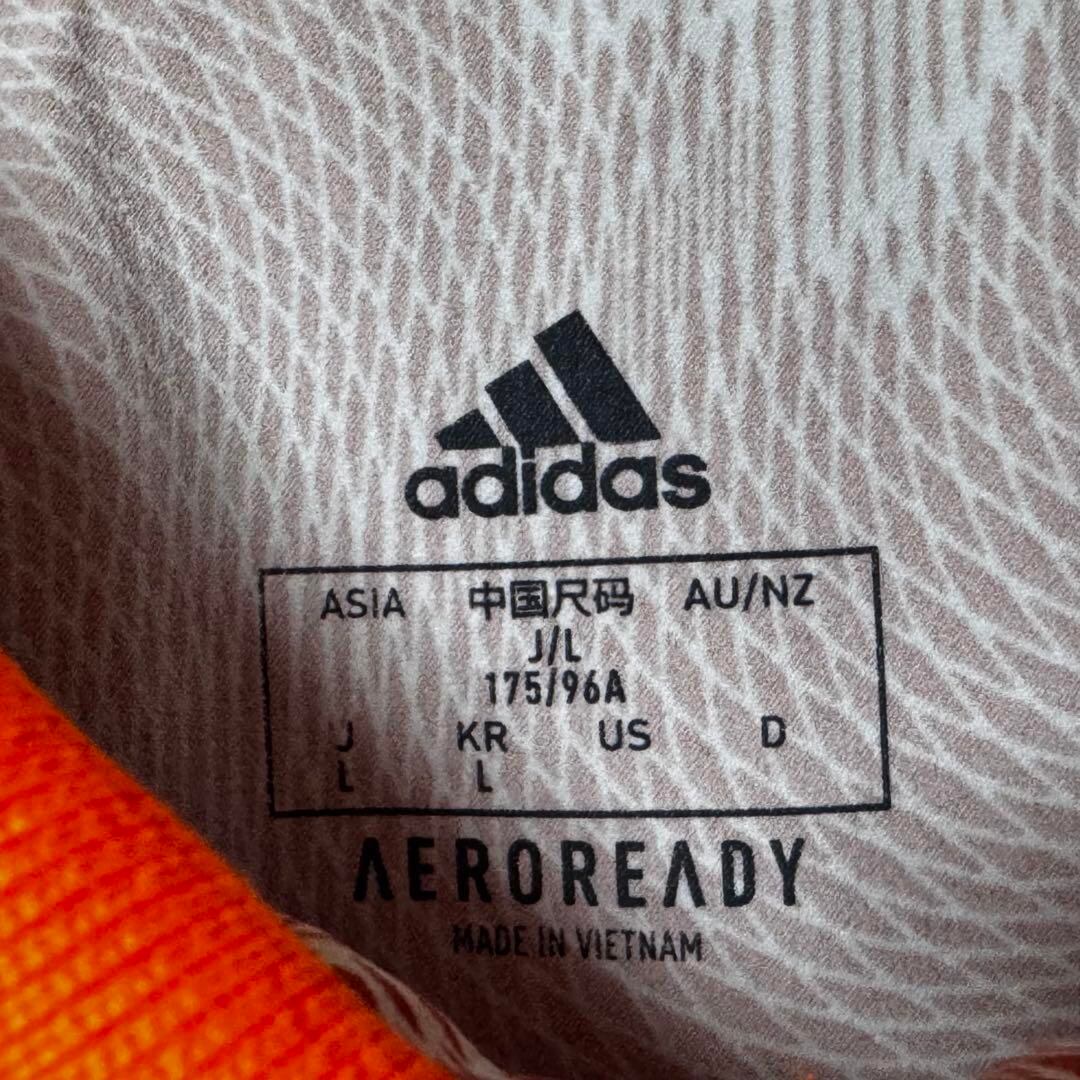 adidas
ASIA 中国尺码 AU/NZ
J/L
175/96A
J KR US D
L L
AEROREADY
MADE IN VIETNAM